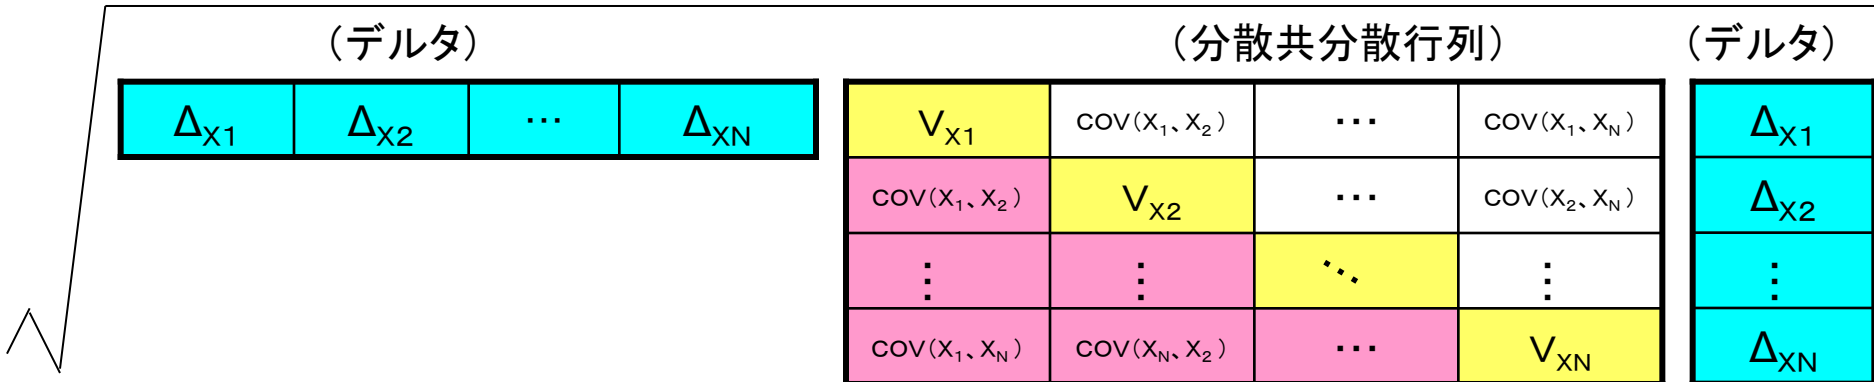 （デルタ） （分散共分散行列） （デルタ）
ΔX1 ΔX2 … ΔXN VX1 COV（X1、X2） … COV（X1、XN） ΔX1
COV（X1、X2） VX2 … COV（X2、XN） ΔX2
⋮ ⋮ ⋱ ⋮ ⋮
COV（X1、XN） COV（XN、X2） … VXN ΔXN